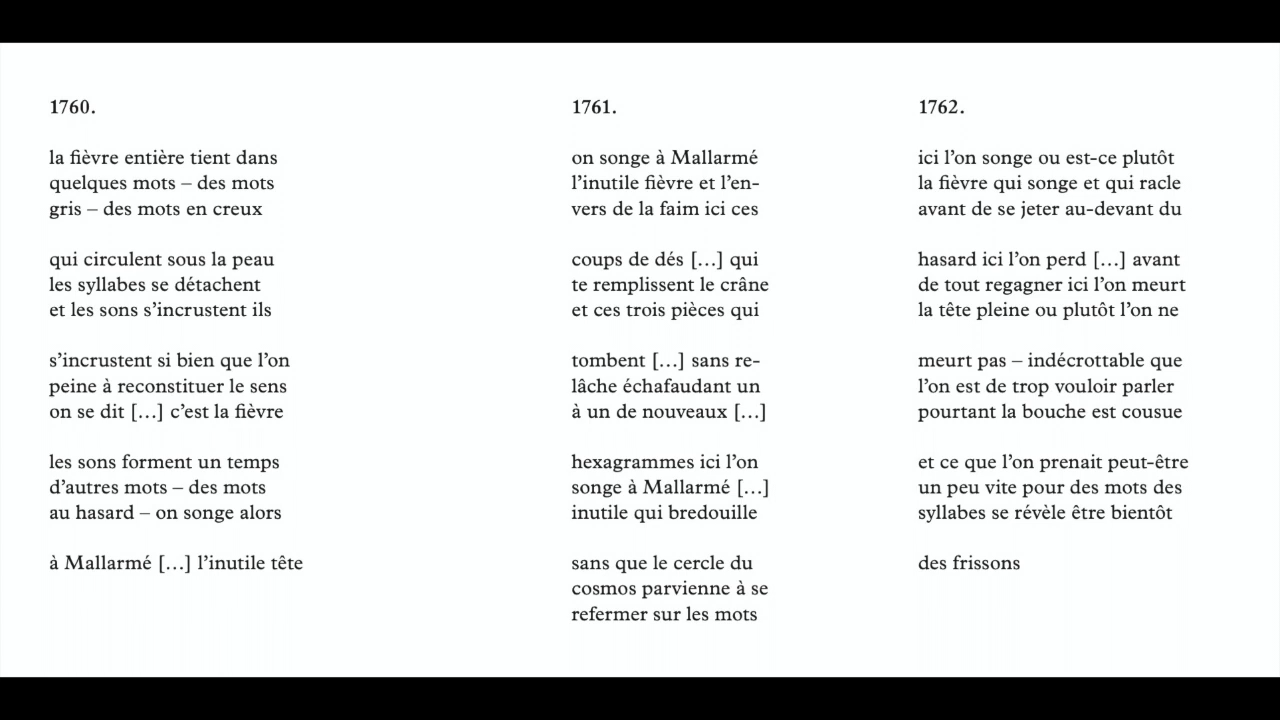 1760.
la fièvre entière tient dans
quelques mots – des mots
gris – des mots en creux
qui circulent sous la peau
les syllabes se détachent
et les sons s’incrustent ils
s’incrustent si bien que l’on
peine à reconstituer le sens
on se dit […] c’est la fièvre
les sons forment un temps
d’autres mots – des mots
au hasard – on songe alors
à Mallarmé […] l’inutile tête
1761.
on songe à Mallarmé
l’inutile fièvre et l’en-
vers de la faim ici ces
coups de dés […] qui
te remplissent le crâne
et ces trois pièces qui
tombent […] sans re-
lâche échafaudant un
à un de nouveaux […]
hexagrammes ici l’on
songe à Mallarmé […]
inutile qui bredouille
sans que le cercle du
cosmos parvienne à se
refermer sur les mots
1762.
ici l’on songe ou est-ce plutôt
la fièvre qui songe et qui racle
avant de se jeter au-devant du
hasard ici l’on perd […] avant
de tout regagner ici l’on meurt
la tête pleine ou plutôt l’on ne
meurt pas – indécrottable que
l’on est de trop vouloir parler
pourtant la bouche est cousue
et ce que l’on prenait peut-être
un peu vite pour des mots des
syllabes se révèle être bientôt
des frissons